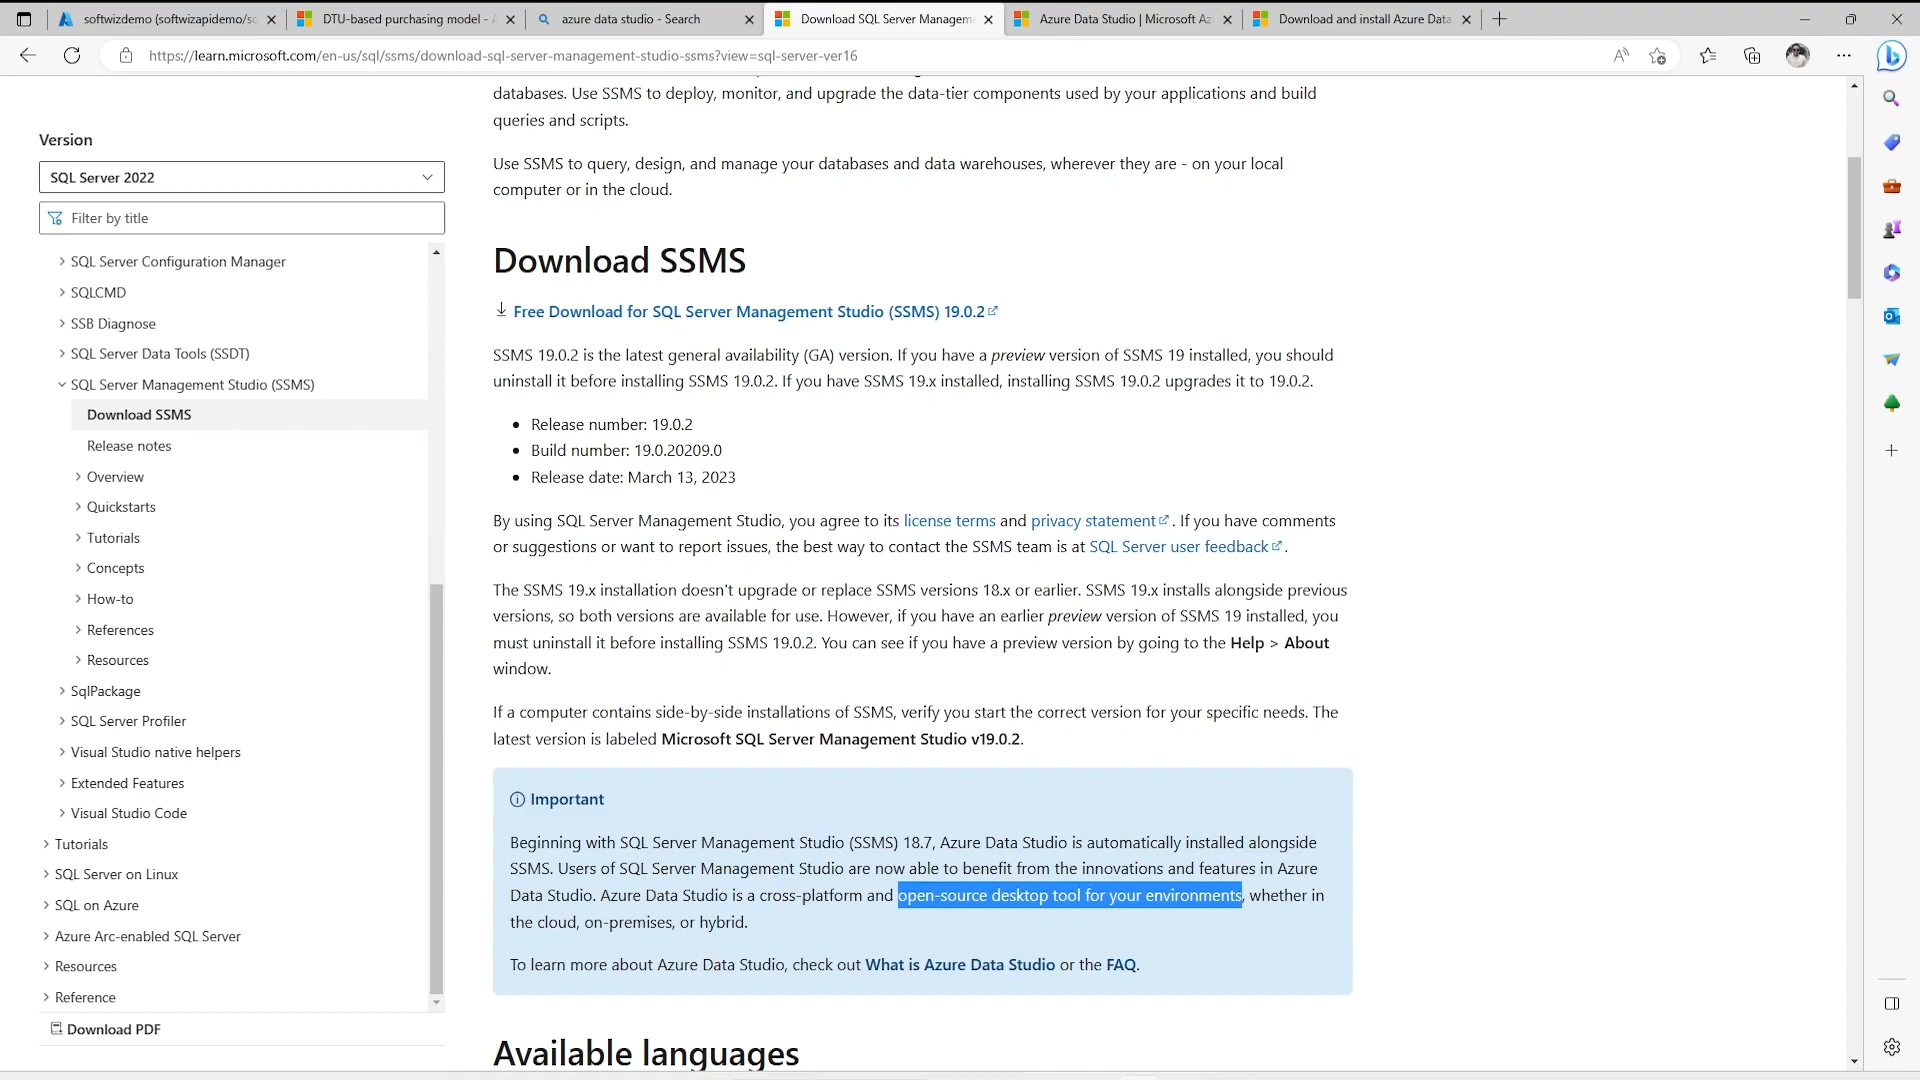 softwizdemo (softwizapidemo/so
DTU-based purchasing model - A
azure data studio - Search
Download SQL Server Managem
Azure Data Studio | Microsoft Az
Download and install Azure Data
https://learn.microsoft.com/en-us/sql/ssms/download-sql-server-management-studio-ssms?view=sql-server-ver16
Version
SQL Server 2022
Filter by title
SQL Server Configuration Manager
SQLCMD
SSB Diagnose
SQL Server Data Tools (SSDT)
SQL Server Management Studio (SSMS)
Download SSMS
Release notes
Overview
Quickstarts
Tutorials
Concepts
How-to
References
Resources
SqlPackage
SQL Server Profiler
Visual Studio native helpers
Extended Features
Visual Studio Code
Tutorials
SQL Server on Linux
SQL on Azure
Azure Arc-enabled SQL Server
Resources
Reference
Download PDF
databases. Use SSMS to deploy, monitor, and upgrade the data-tier components used by your applications and build
queries and scripts.
Use SSMS to query, design, and manage your databases and data warehouses, wherever they are - on your local
computer or in the cloud.
Download SSMS
Free Download for SQL Server Management Studio (SSMS) 19.0.2
SSMS 19.0.2 is the latest general availability (GA) version. If you have a preview version of SSMS 19 installed, you should
uninstall it before installing SSMS 19.0.2. If you have SSMS 19.x installed, installing SSMS 19.0.2 upgrades it to 19.0.2.
• Release number: 19.0.2
• Build number: 19.0.20209.0
• Release date: March 13, 2023
By using SQL Server Management Studio, you agree to its license terms and privacy statement. If you have comments
or suggestions or want to report issues, the best way to contact the SSMS team is at SQL Server user feedback.
The SSMS 19.x installation doesn't upgrade or replace SSMS versions 18.x or earlier. SSMS 19.x installs alongside previous
versions, so both versions are available for use. However, if you have an earlier preview version of SSMS 19 installed, you
must uninstall it before installing SSMS 19.0.2. You can see if you have a preview version by going to the Help > About
window.
If a computer contains side-by-side installations of SSMS, verify you start the correct version for your specific needs. The
latest version is labeled Microsoft SQL Server Management Studio v19.0.2.
Important
Beginning with SQL Server Management Studio (SSMS) 18.7, Azure Data Studio is automatically installed alongside
SSMS. Users of SQL Server Management Studio are now able to benefit from the innovations and features in Azure
Data Studio. Azure Data Studio is a cross-platform and open-source desktop tool for your environments, whether in
the cloud, on-premises, or hybrid.
To learn more about Azure Data Studio, check out What is Azure Data Studio or the FAQ.
Available languages